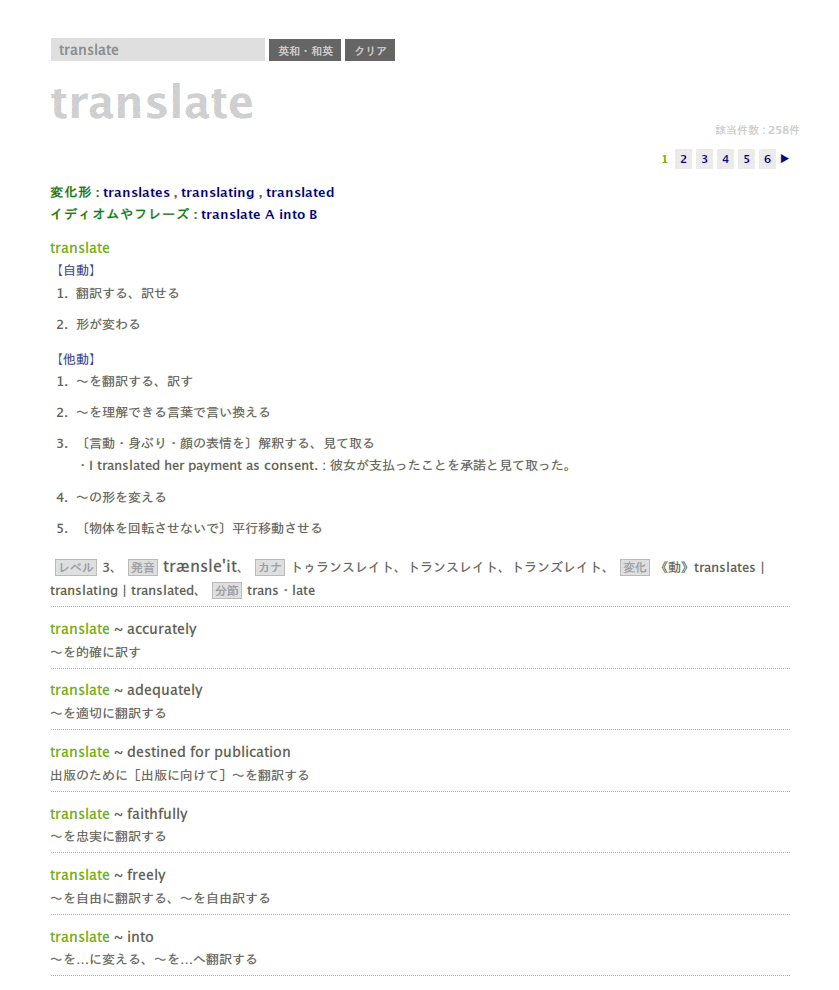 translate 英和・和英 クリア
translate
該当件数 : 258件
1 2 3 4 5 6 ▶
変化形 : translates , translating , translated
イディオムやフレーズ : translate A into B
translate
【自動】
1. 翻訳する、訳せる
2. 形が変わる
【他動】
1. ～を翻訳する、訳す
2. ～を理解できる言葉で言い換える
3. 〔言動・身ぶり・顔の表情を〕解釈する、見て取る
・I translated her payment as consent. : 彼女が支払ったことを承諾と見て取った。
4. ～の形を変える
5. 〔物体を回転させないで〕平行移動させる
レベル 3、 発音 trænsle'it、 カナ トゥランスレイト、トランスレイト、トランズレイト、 変化 《動》translates |
translating | translated、 分節 trans・late
translate ~ accurately
～を的確に訳す
translate ~ adequately
～を適切に翻訳する
translate ~ destined for publication
出版のために［出版に向けて］～を翻訳する
translate ~ faithfully
～を忠実に翻訳する
translate ~ freely
～を自由に翻訳する、～を自由訳する
translate ~ into
～を…に変える、～を…へ翻訳する